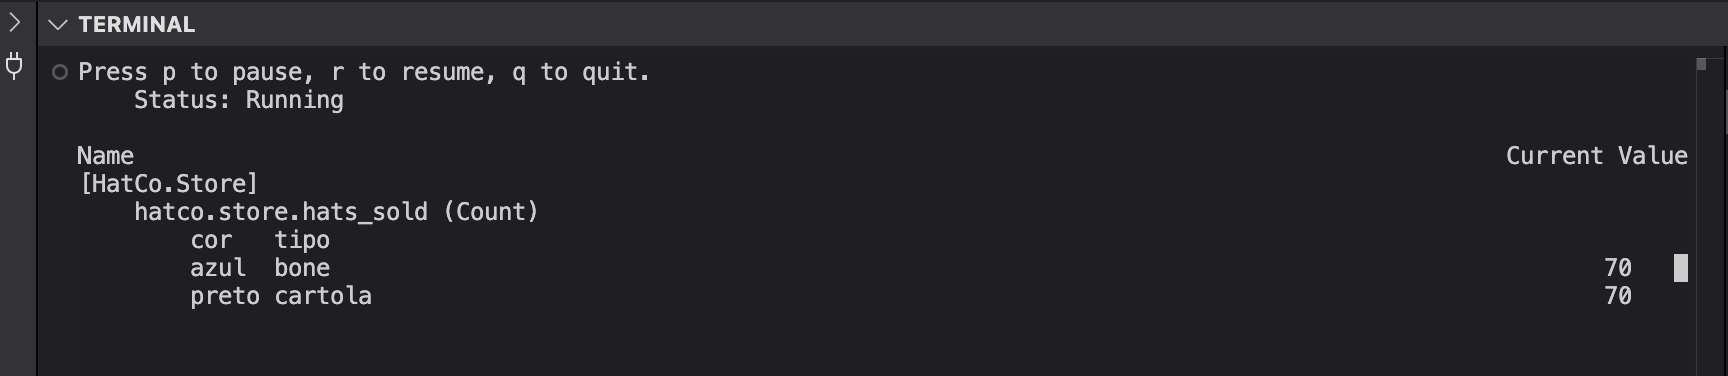 TERMINAL
Press p to pause, r to resume, q to quit.
Status: Running
Name Current Value
[HatCo.Store]
hatco.store.hats_sold (Count)
cor tipo
azul bone 70
preto cartola 70